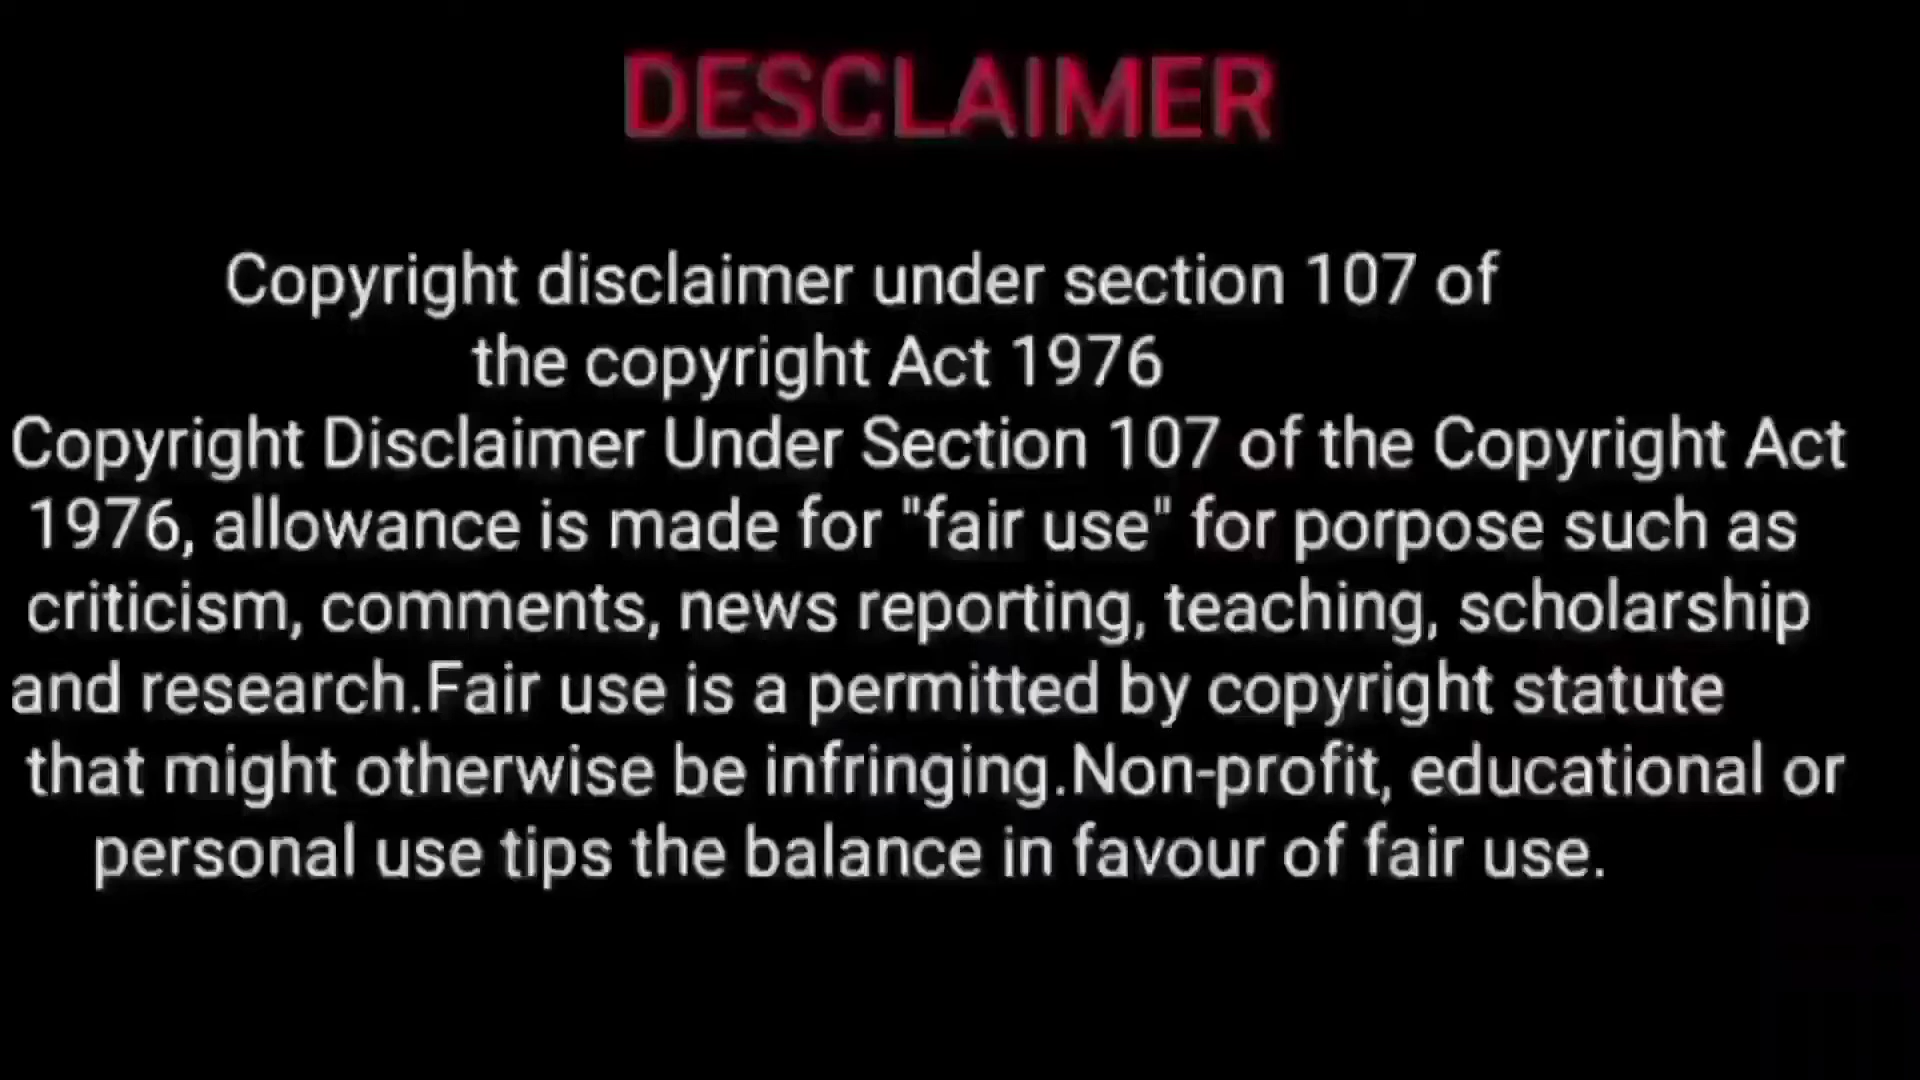 DESCLAIMER
Copyright disclaimer under section 107 of
the copyright Act 1976
Copyright Disclaimer Under Section 107 of the Copyright Act
1976, allowance is made for "fair use" for porpose such as
criticism, comments, news reporting, teaching, scholarship
and research.Fair use is a permitted by copyright statute
that might otherwise be infringing.Non-profit, educational or
personal use tips the balance in favour of fair use.